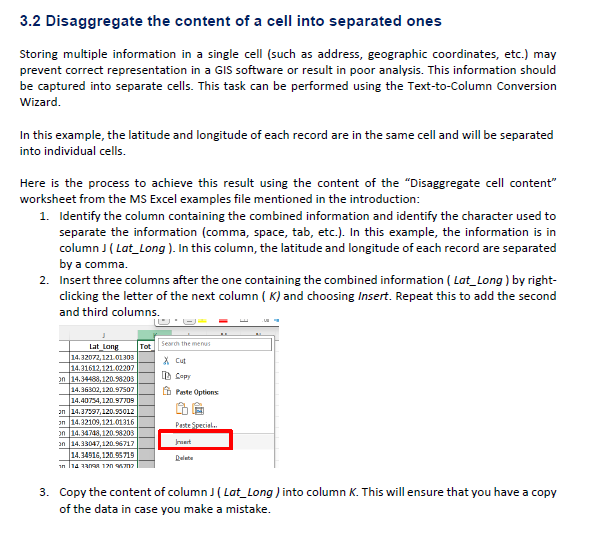 3.2 Disaggregate the content of a cell into separated ones
Storing multiple information in a single cell (such as address, geographic coordinates, etc.) may
prevent correct representation in a GIS software or result in poor analysis. This information should
be captured into separate cells. This task can be performed using the Text-to-Column Conversion
Wizard.
In this example, the latitude and longitude of each record are in the same cell and will be separated
into individual cells.
Here is the process to achieve this result using the content of the “Disaggregate cell content”
worksheet from the MS Excel examples file mentioned in the introduction:
1. Identify the column containing the combined information and identify the character used to
separate the information (comma, space, tab, etc.). In this example, the information is in
column J ( Lat_Long ). In this column, the latitude and longitude of each record are separated
by a comma.
2. Insert three columns after the one containing the combined information ( Lat_Long ) by right-
clicking the letter of the next column ( K) and choosing Insert. Repeat this to add the second
and third columns.
J
Lat_Long Tot
14.32072,121.01303
14.31612,121.02207
on 14.34488,120.98203
14.36302,120.97507
14.40754,120.97709
on 14.37597,120.95012
on 14.32109,121.01316
on 14.34748,120.98203
on 14.33047,120.96717
14.34916,120.95719
on 14.33098,120.96702
Search the menus
Cut
Copy
Paste Options:
Paste Special...
Insert
Delete
3. Copy the content of column J ( Lat_Long ) into column K. This will ensure that you have a copy
of the data in case you make a mistake.